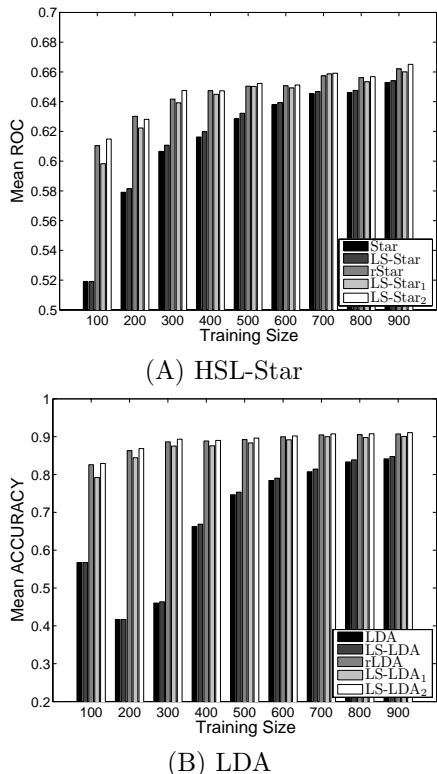 0.7
0.68
0.66
0.64
0.62
0.6
0.58
0.56
0.54
0.52
0.5
Mean ROC
Star
LS-Star
rStar
LS-Star₁
LS-Star₂
100 200 300 400 500 600 700 800 900
Training Size
(A) HSL-Star
1
0.9
0.8
0.7
0.6
0.5
0.4
0.3
0.2
Mean ACCURACY
LDA
LS-LDA
rLDA
LS-LDA₁
LS-LDA₂
100 200 300 400 500 600 700 800 900
Training Size
(B) LDA